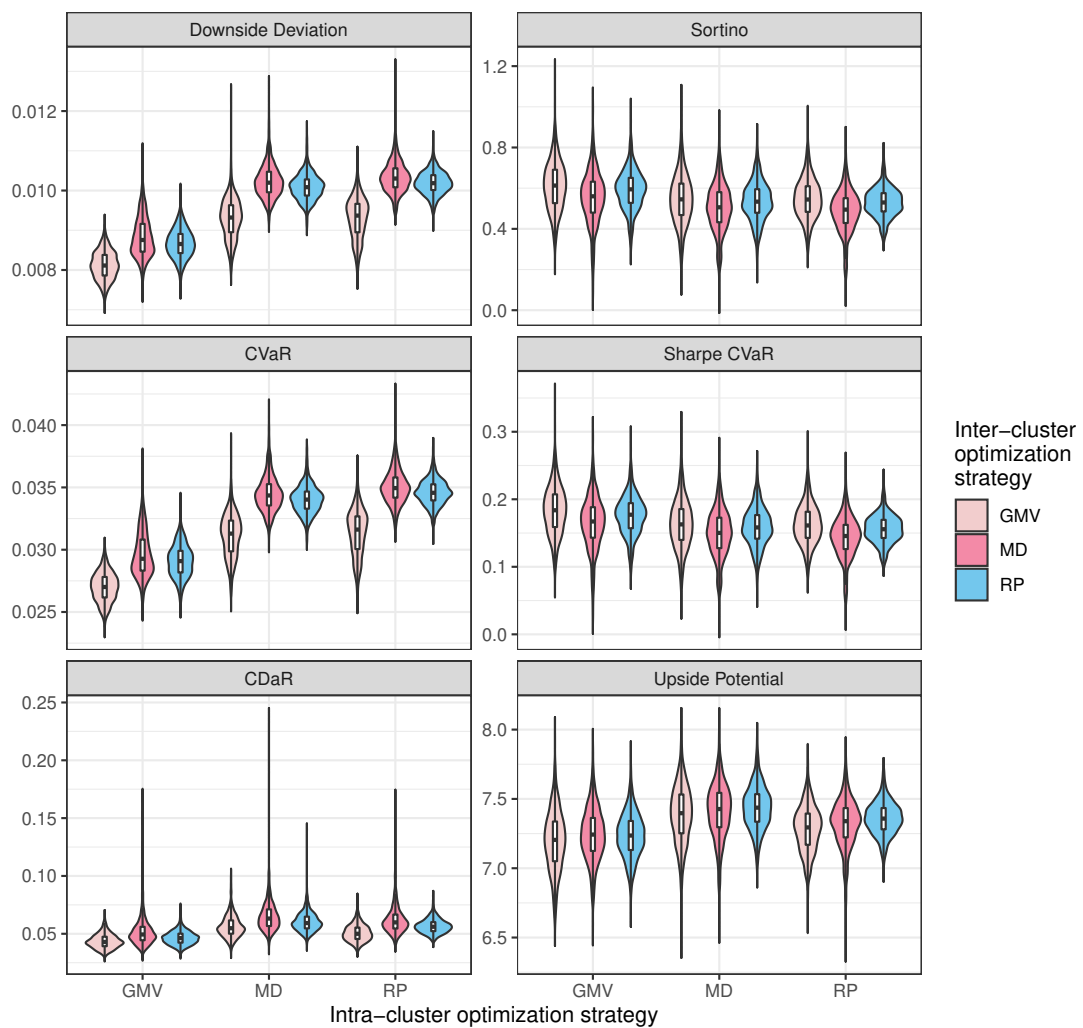 Downside Deviation
Sortino
0.012
0.010
0.008
1.2
0.8
0.4
0.0
CVaR
Sharpe CVaR
0.040
0.035
0.030
0.025
0.3
0.2
0.1
0.0
CDaR
Upside Potential
0.25
0.20
0.15
0.10
0.05
8.0
7.5
7.0
6.5
GMV MD RP
GMV MD RP
Intra−cluster optimization strategy
Inter−cluster
optimization
strategy
GMV
MD
RP